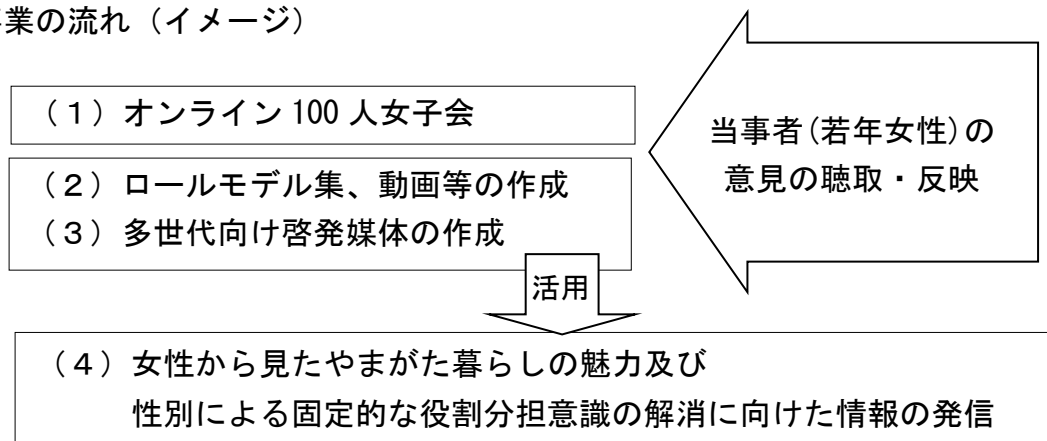 業の流れ（イメージ）
（１）オンライン 100 人女子会
（２）ロールモデル集、動画等の作成
（３）多世代向け啓発媒体の作成
当事者(若年女性)の
意見の聴取・反映
活用
（４）女性から見たやまがた暮らしの魅力及び
性別による固定的な役割分担意識の解消に向けた情報の発信